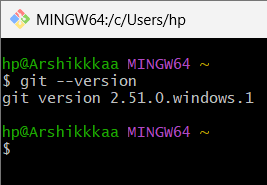 MINGW64:/c/Users/hp
hp@Arshikkkaa MINGW64 ~
$ git --version
git version 2.51.0.windows.1
hp@Arshikkkaa MINGW64 ~
$